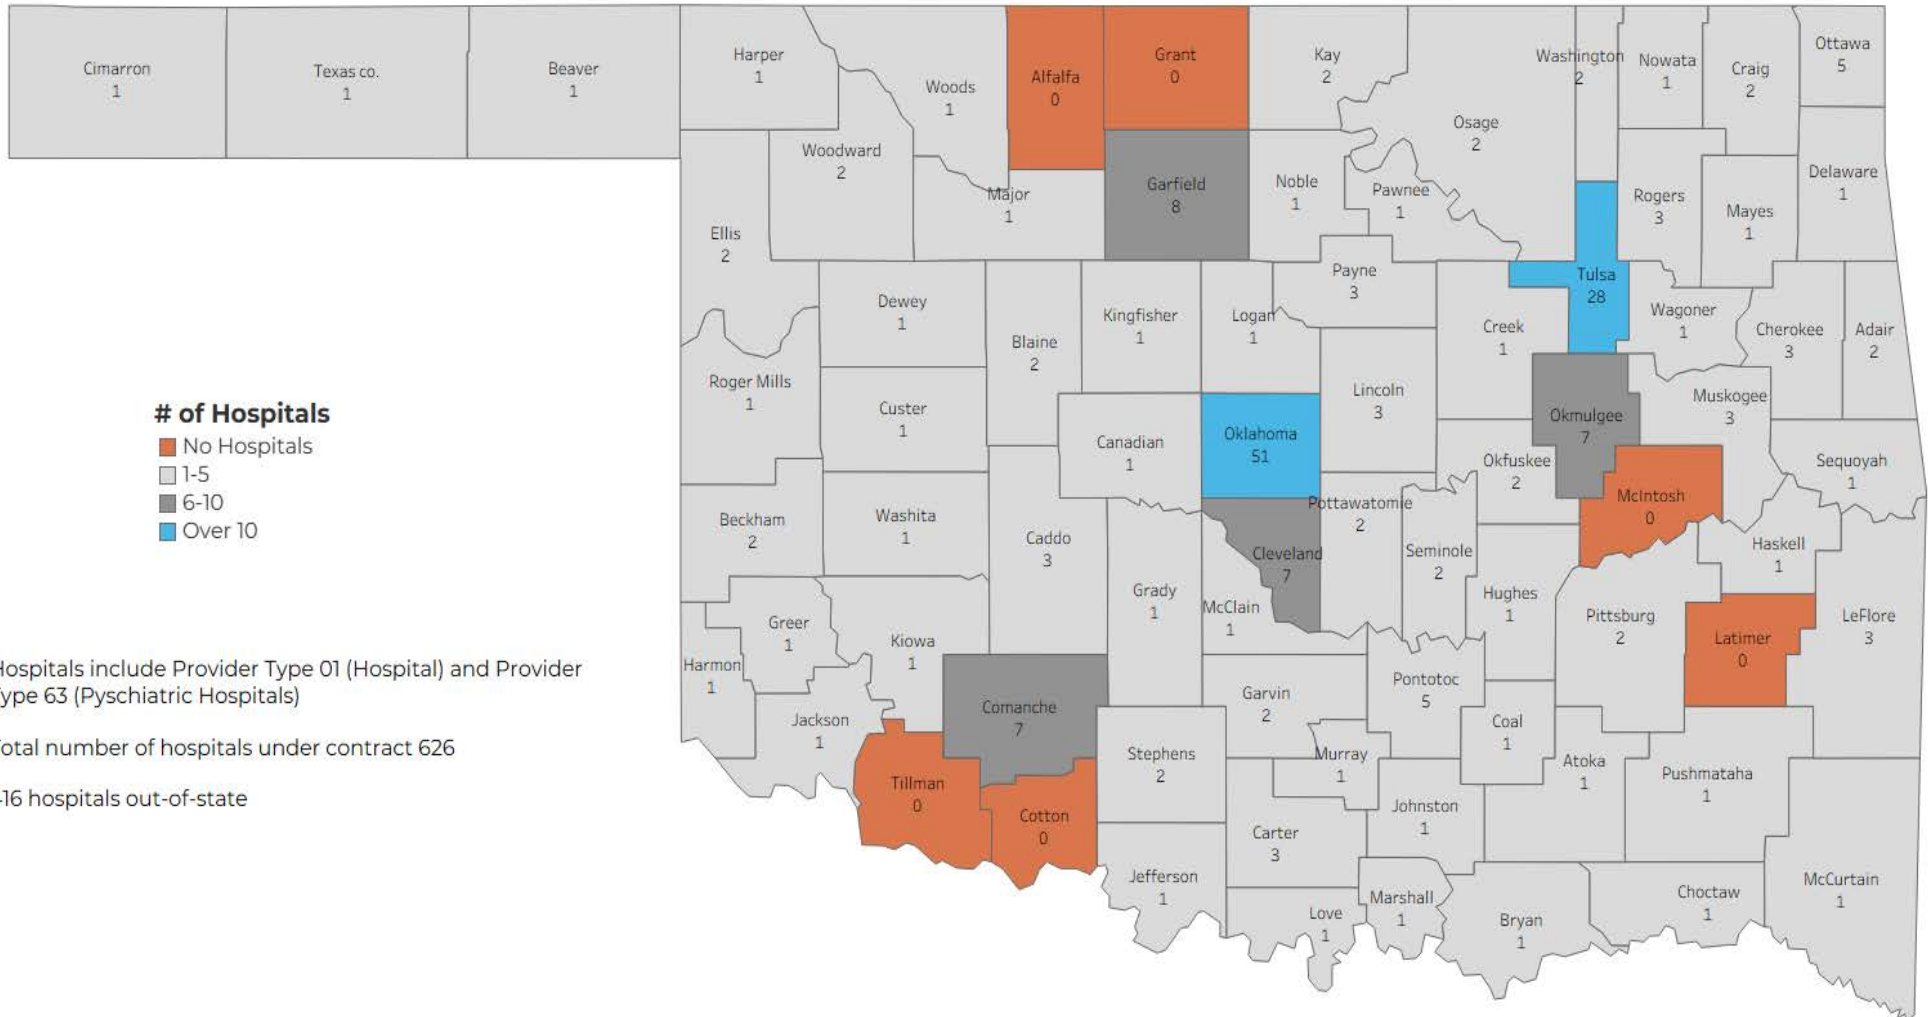 Cimarron
1
Texas co.
1
Beaver
1
Harper
1
Woods
1
Alfalfa
0
Grant
0
Kay
2
Washington
2
Nowata
1
Craig
2
Ottawa
5
Osage
2
Woodward
2
Major
1
Garfield
8
Noble
1
Pawnee
1
Rogers
3
Mayes
1
Delaware
1
Ellis
2
Dewey
1
Blaine
2
Kingfisher
1
Logan
1
Payne
3
Creek
1
Tulsa
28
Wagoner
1
Cherokee
3
Adair
2
Roger Mills
1
Custer
1
Canadian
1
Oklahoma
51
Lincoln
3
Okmulgee
7
Muskogee
3
Okfuskee
2
McIntosh
0
Sequoyah
1
# of Hospitals
No Hospitals
1-5
6-10
Over 10
Beckham
2
Washita
1
Caddo
3
Grady
1
Cleveland
7
Pottawatomie
2
Seminole
2
Hughes
1
Haskell
1
McClain
1
Pittsburg
2
Latimer
0
LeFlore
3
Greer
1
Kiowa
1
Harmon
1
Hospitals include Provider Type 01 (Hospital) and Provider
Type 63 (Pyschiatric Hospitals)
Total number of hospitals under contract 626
16 hospitals out-of-state
Jackson
1
Comanche
7
Garvin
2
Pontotoc
5
Coal
1
Stephens
2
Murray
1
Atoka
1
Pushmataha
1
Tillman
0
Cotton
0
Carter
3
Johnston
1
Jefferson
1
Love
1
Marshall
1
Bryan
1
Choctaw
1
McCurtain
1